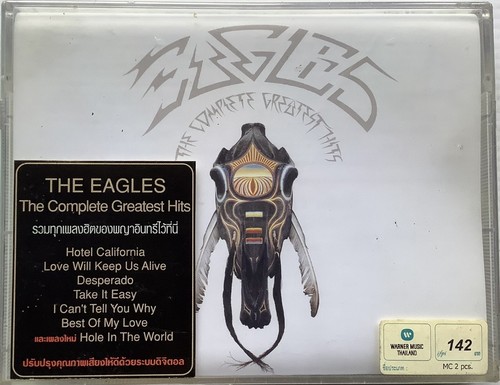 EAGLES
THE COMPLETE GREATEST HITS
THE EAGLES
The Complete Greatest Hits
รวมทุกเพลงฮิตของพญาอินทรีไว้ที่นี่
Hotel California
Love Will Keep Us Alive
Desperado
Take It Easy
I Can't Tell You Why
Best Of My Love
และเพลงใหม่ Hole In The World
ปรับปรุงคุณภาพเสียงให้ดีด้วยระบบดิจิตอล
WARNER MUSIC
THAILAND
142
MC 2 pcs.